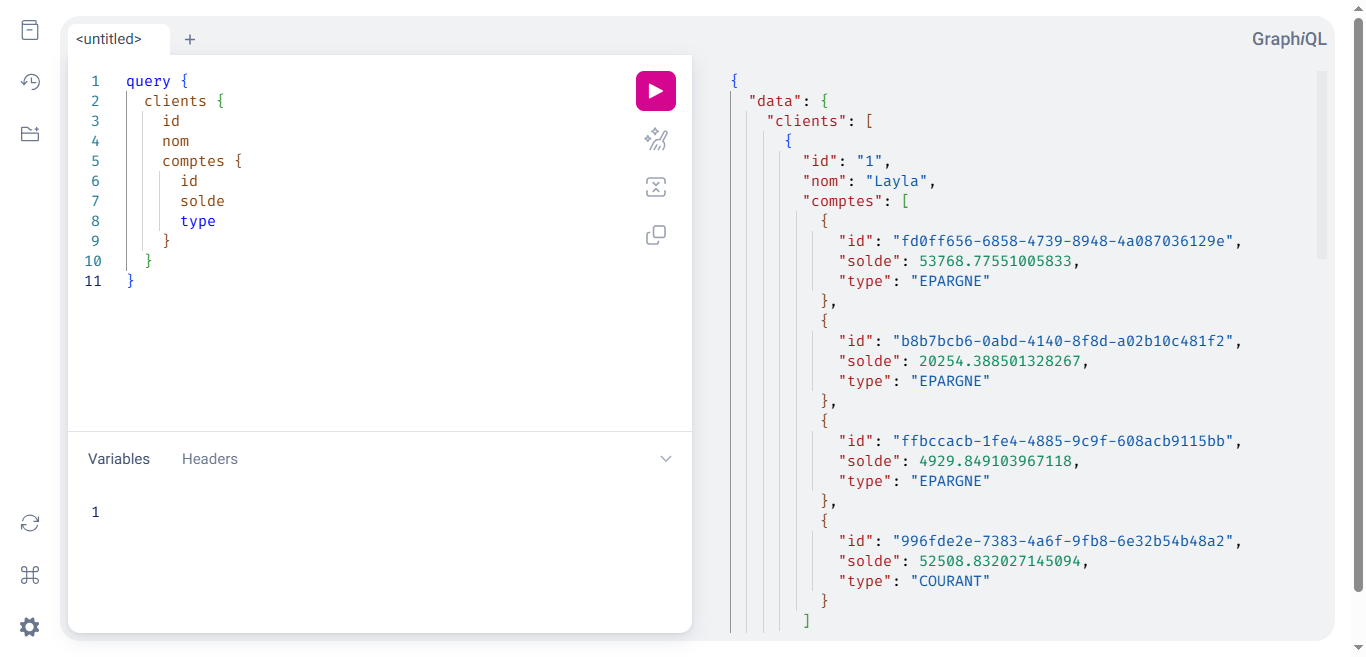 <untitled>
GraphiQL
1 query {
2 clients {
3 id
4 nom
5 comptes {
6 id
7 solde
8 type
9 }
10 }
11 }
Variables Headers
1
{
"data": {
"clients": [
{
"id": "1",
"nom": "Layla",
"comptes": [
{
"id": "fd0ff656-6858-4739-8948-4a087036129e",
"solde": 53768.77551005833,
"type": "EPARGNE"
},
{
"id": "b8b7bcb6-0abd-4140-8f8d-a02b10c481f2",
"solde": 20254.388501328267,
"type": "EPARGNE"
},
{
"id": "ffbccacb-1fe4-4885-9c9f-608acb9115bb",
"solde": 4929.849103967118,
"type": "EPARGNE"
},
{
"id": "996fde2e-7383-4a6f-9fb8-6e32b54b48a2",
"solde": 52508.832027145094,
"type": "COURANT"
}
]